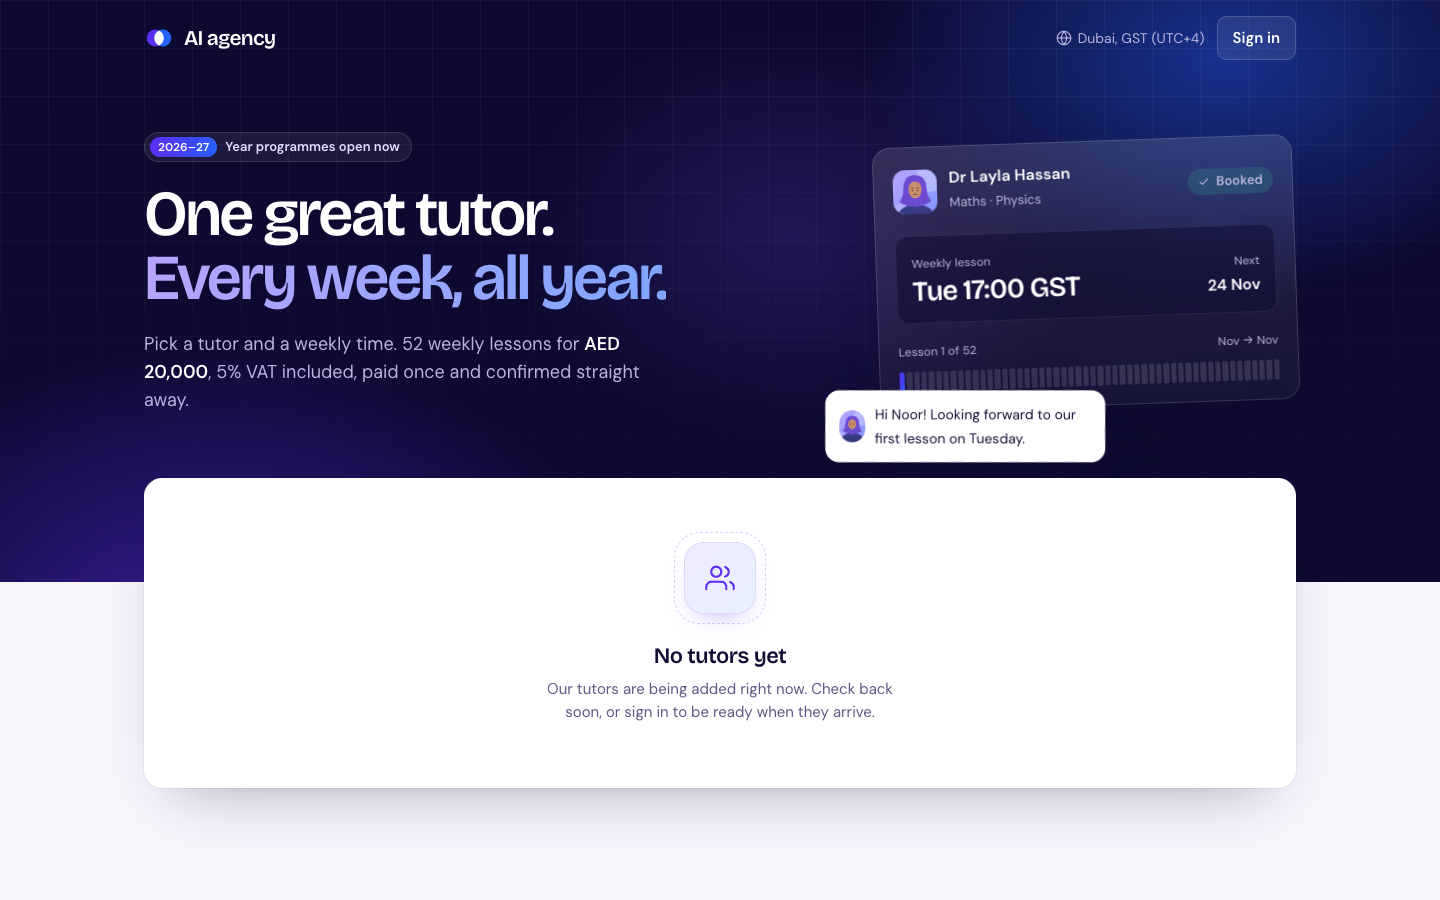 AI agency
Dubai, GST (UTC+4)
Sign in
2026–27 Year programmes open now
One great tutor.
Every week, all year.
Pick a tutor and a weekly time. 52 weekly lessons for AED
20,000, 5% VAT included, paid once and confirmed straight
away.
Dr Layla Hassan
Maths · Physics
Booked
Weekly lesson
Tue 17:00 GST
Next
24 Nov
Lesson 1 of 52
Nov → Nov
Hi Noor! Looking forward to our
first lesson on Tuesday.
No tutors yet
Our tutors are being added right now. Check back
soon, or sign in to be ready when they arrive.